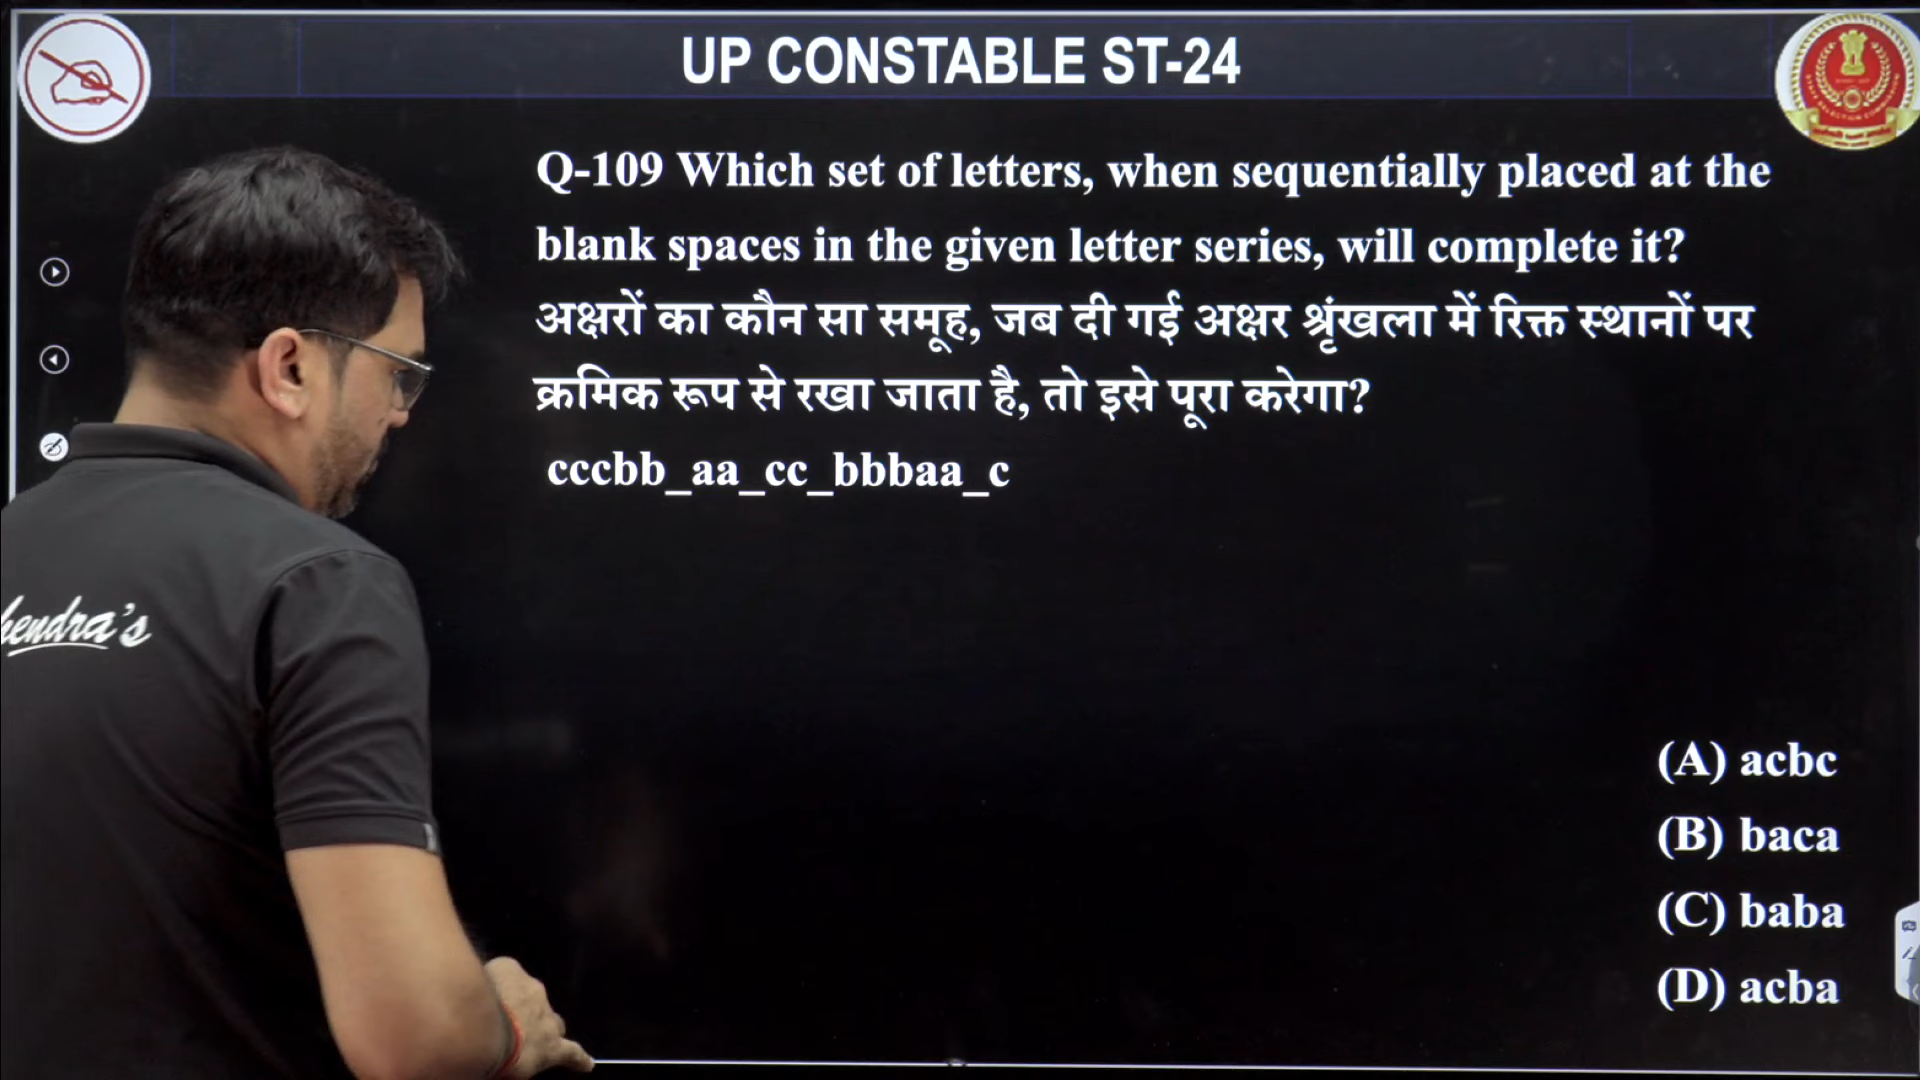 UP CONSTABLE ST-24
Q-109 Which set of letters, when sequentially placed at the
blank spaces in the given letter series, will complete it?
अक्षरों का कौन सा समूह, जब दी गई अक्षर श्रृंखला में रिक्त स्थानों पर
क्रमिक रूप से रखा जाता है, तो इसे पूरा करेगा?
cccbb_aa_cc_bbbaa_c
hendra's
(A) acbc
(B) baca
(C) baba
(D) acba